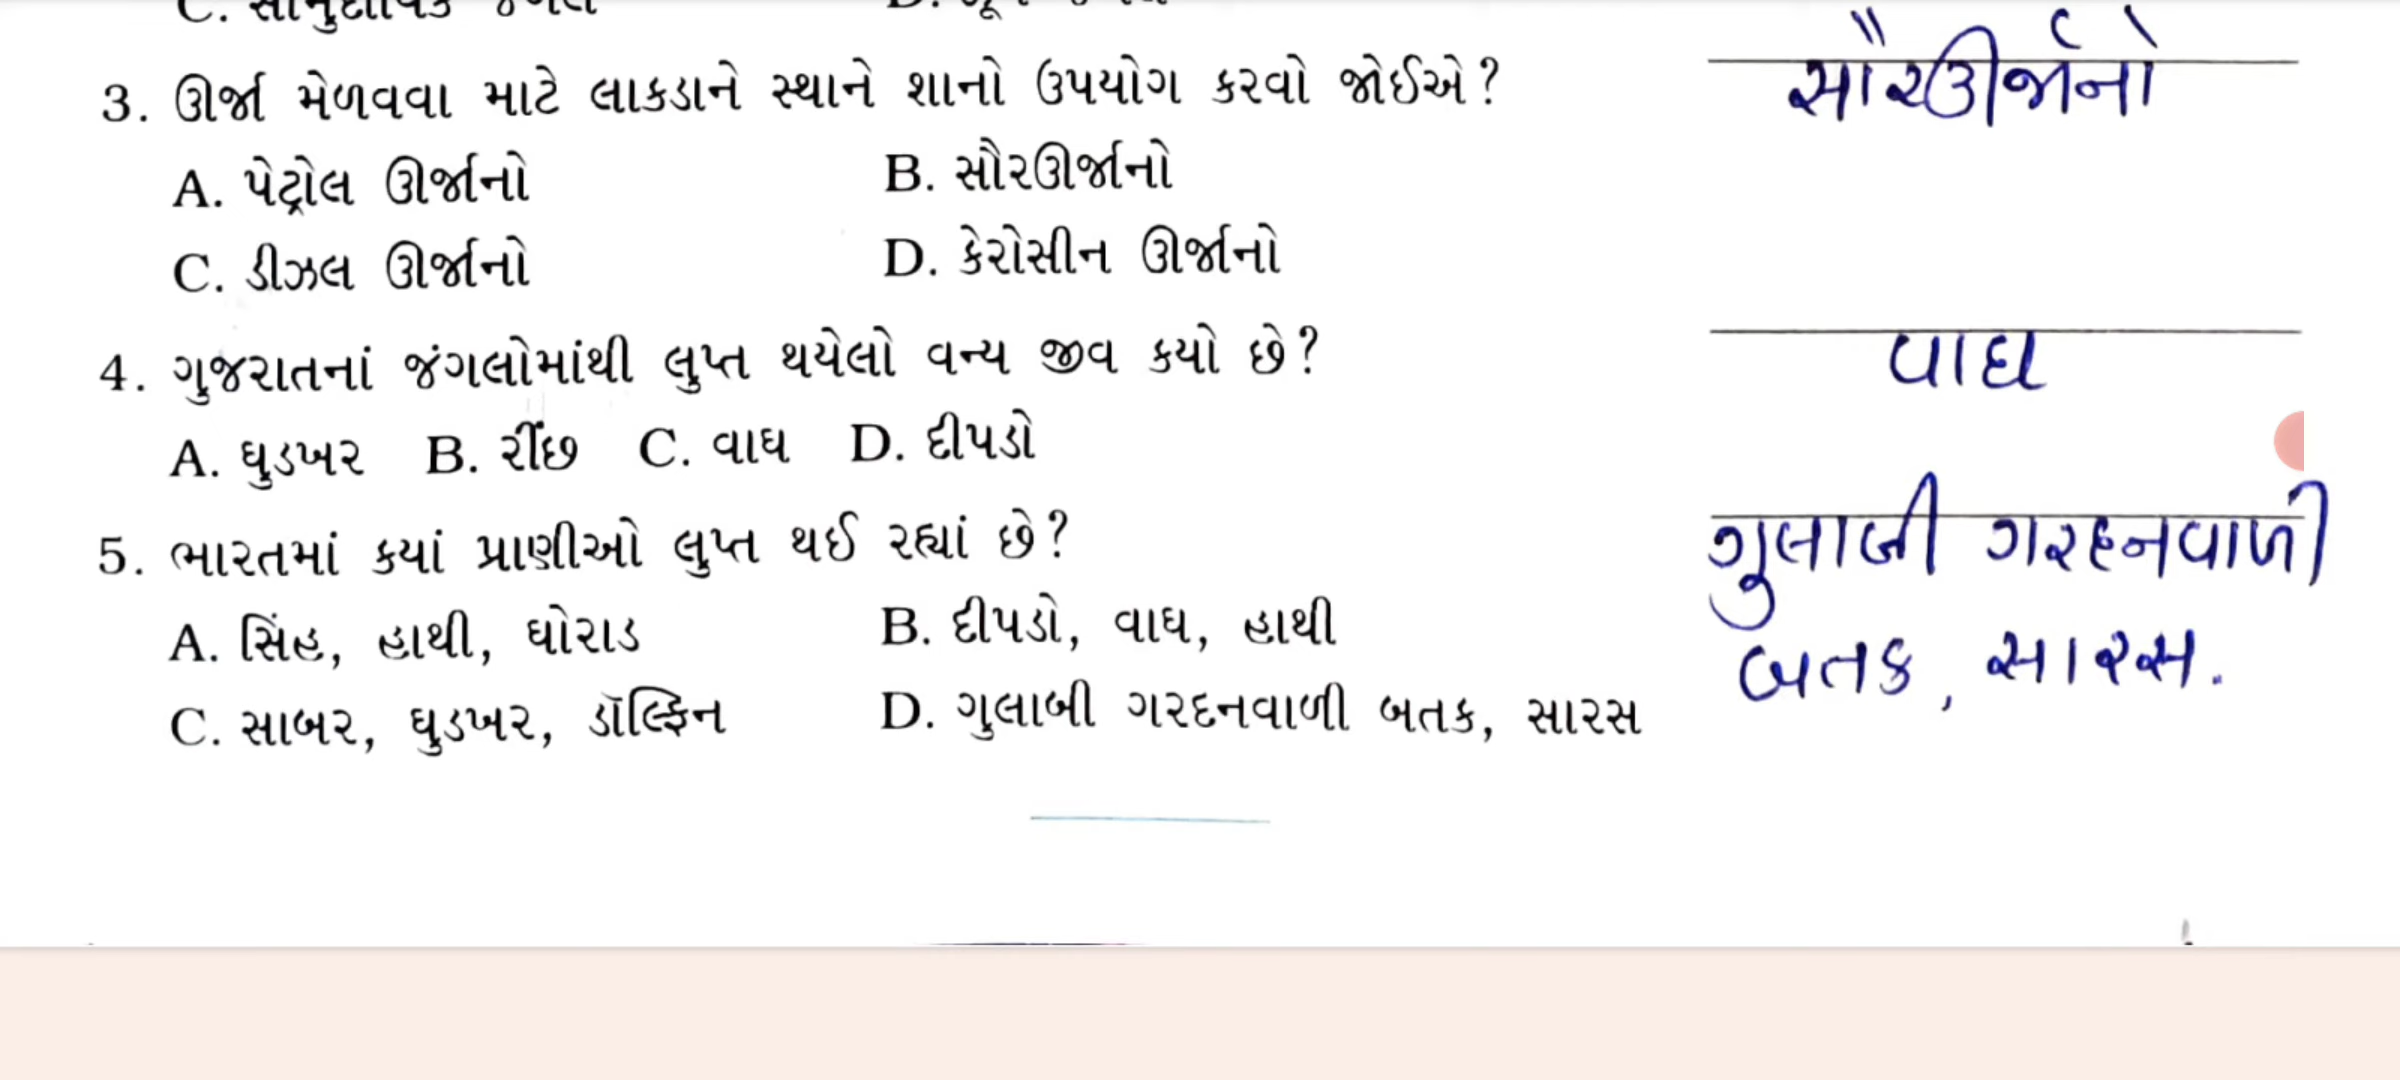 3. ઊર્જા મેળવવા માટે લાકડાને સ્થાને શાનો ઉપયોગ કરવો જોઈએ? સૌરઊર્જાનો
A. પેટ્રોલ ઊર્જાનો B. સૌરઊર્જાનો
C. ડીઝલ ઊર્જાનો D. કેરોસીન ઊર્જાનો
4. ગુજરાતનાં જંગલોમાંથી લુપ્ત થયેલો વન્ય જીવ કયો છે? વાઘ
A. ઘુડખર B. રીંછ C. વાઘ D. દીપડો
5. ભારતમાં કયાં પ્રાણીઓ લુપ્ત થઈ રહ્યાં છે? ગુલાબી ગરદનવાળી
A. સિંહ, હાથી, ઘોરાડ B. દીપડો, વાઘ, હાથી બતક, સારસ.
C. સાબર, ઘુડખર, ડૉલ્ફિન D. ગુલાબી ગરદનવાળી બતક, સારસ